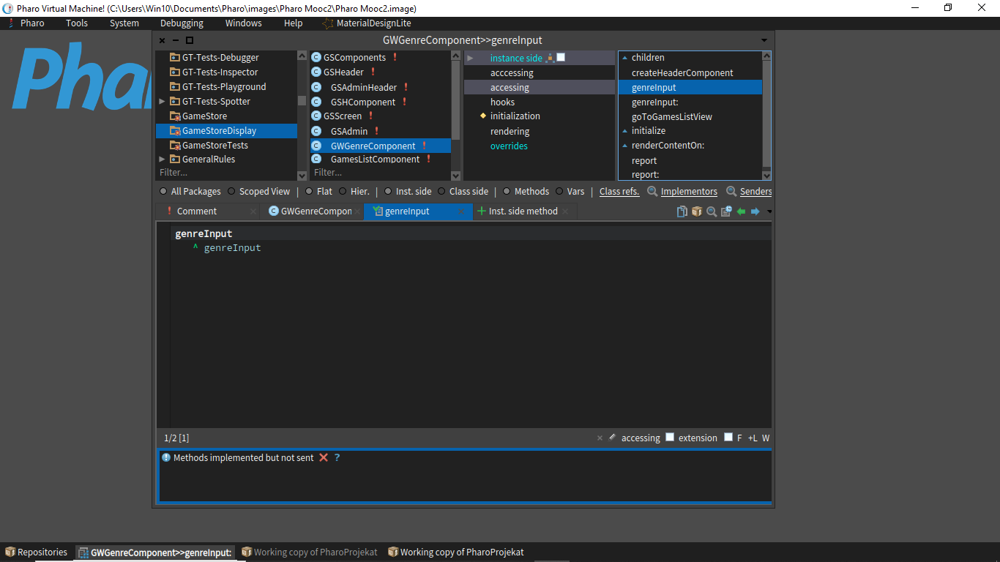 Pharo Virtual Machine! (C:\Users\Win10\Documents\Pharo\images\Pharo Mooc2\Pharo Mooc2.image)
Pharo Tools System Debugging Windows Help MaterialDesignLite
GWGenreComponent>>genreInput
GT-Tests-Debugger
GT-Tests-Inspector
GT-Tests-Playground
GT-Tests-Spotter
GameStore
GameStoreDisplay
GameStoreTests
GeneralRules
Filter...
GSComponents
GSHeader
GSAdminHeader
GSHComponent
GSScreen
GSAdmin
GWGenreComponent
GamesListComponent
Filter...
instance side
acccessing
accessing
hooks
initialization
rendering
overrides
children
createHeaderComponent
genreInput
genreInput:
goToGamesListView
initialize
renderContentOn:
report
report:
All Packages Scoped View | Flat Hier. | Inst. side Class side | Methods Vars Class refs. Implementors Senders
Comment GWGenreCompon genreInput Inst. side method
genreInput
^ genreInput
1/2 [1] accessing extension F +L W
Methods implemented but not sent ?
Repositories GWGenreComponent>>genreInput: Working copy of PharoProjekat Working copy of PharoProjekat